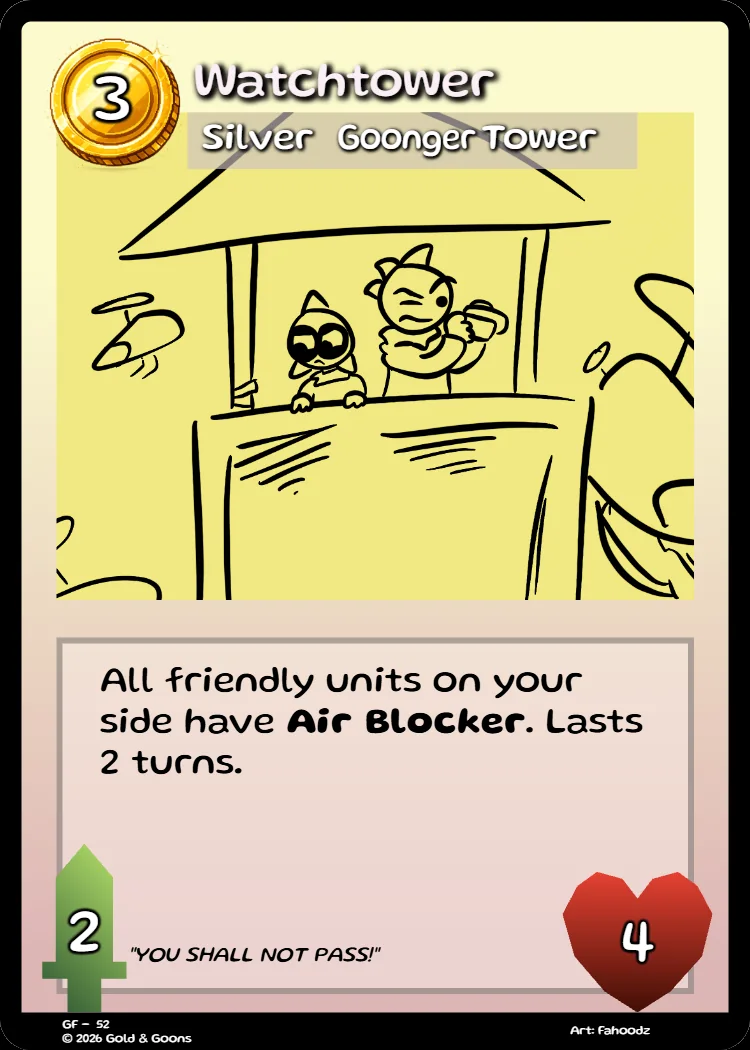 3
Watchtower
Silver Goonger Tower
All friendly units on your
side have Air Blocker. Lasts
2 turns.
2
"YOU SHALL NOT PASS!"
4
GF - 52
© 2026 Gold & Goons
Art: fahoodz